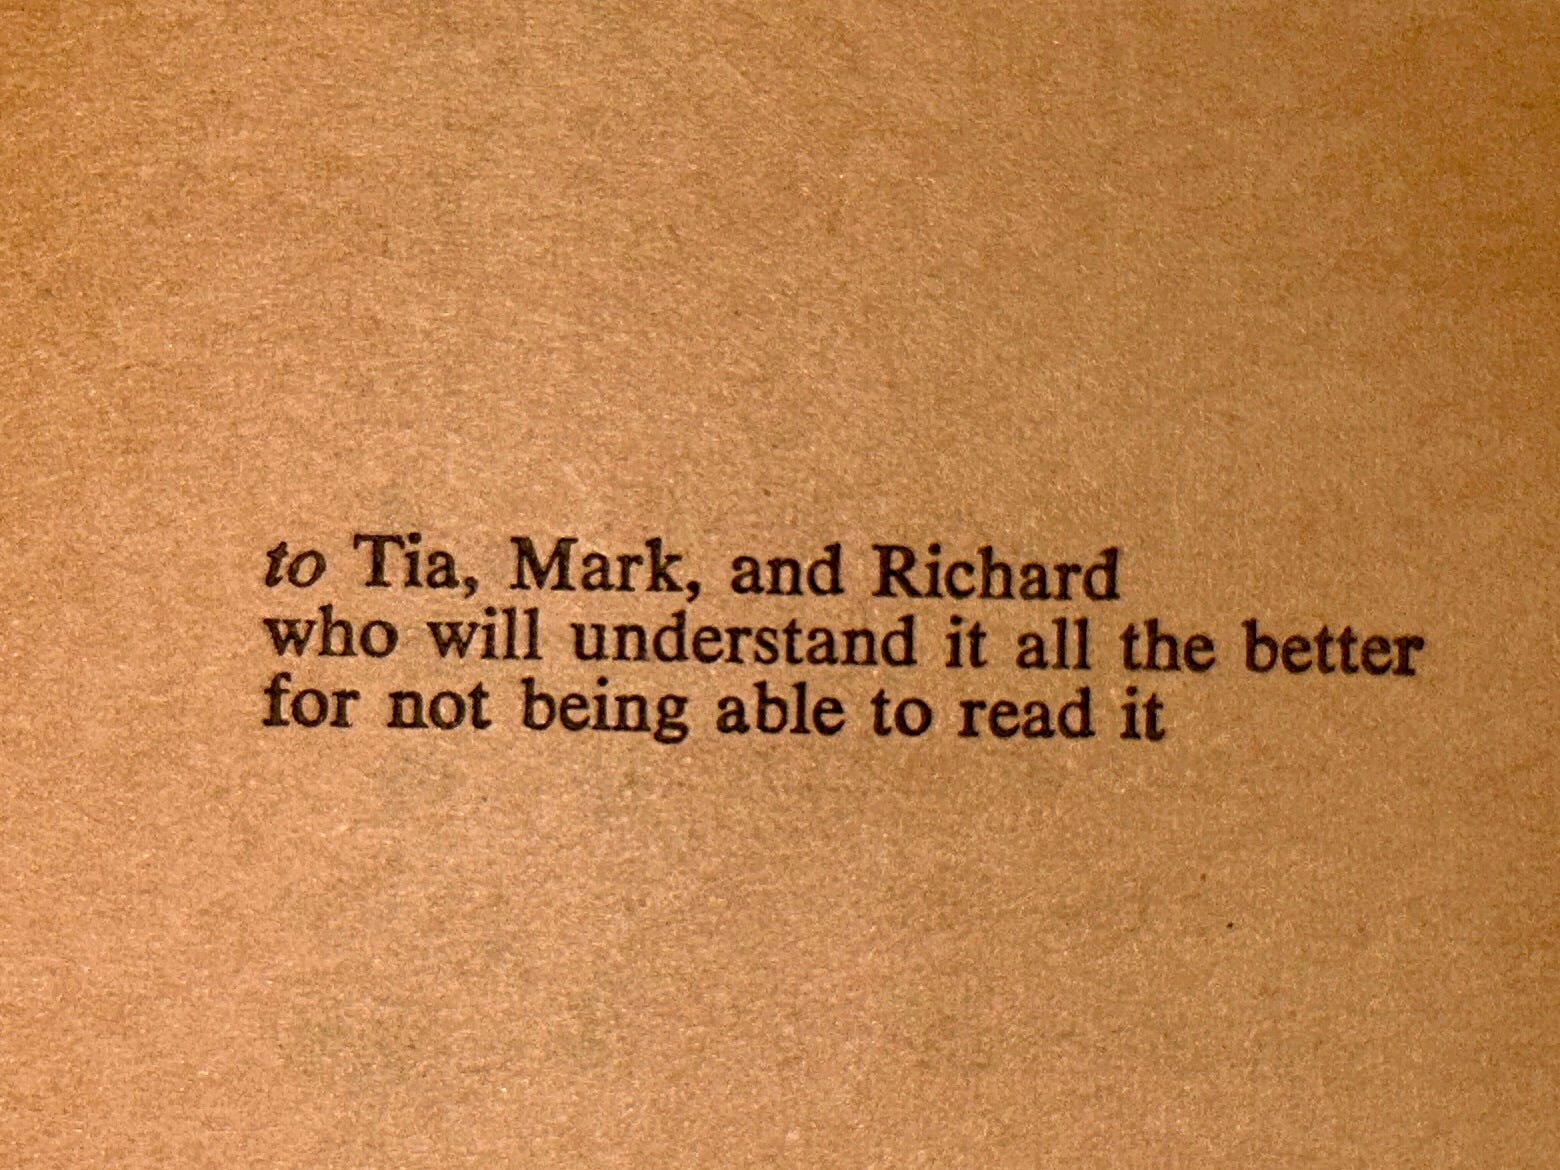 to Tia, Mark, and Richard
who will understand it all the better
for not being able to read it